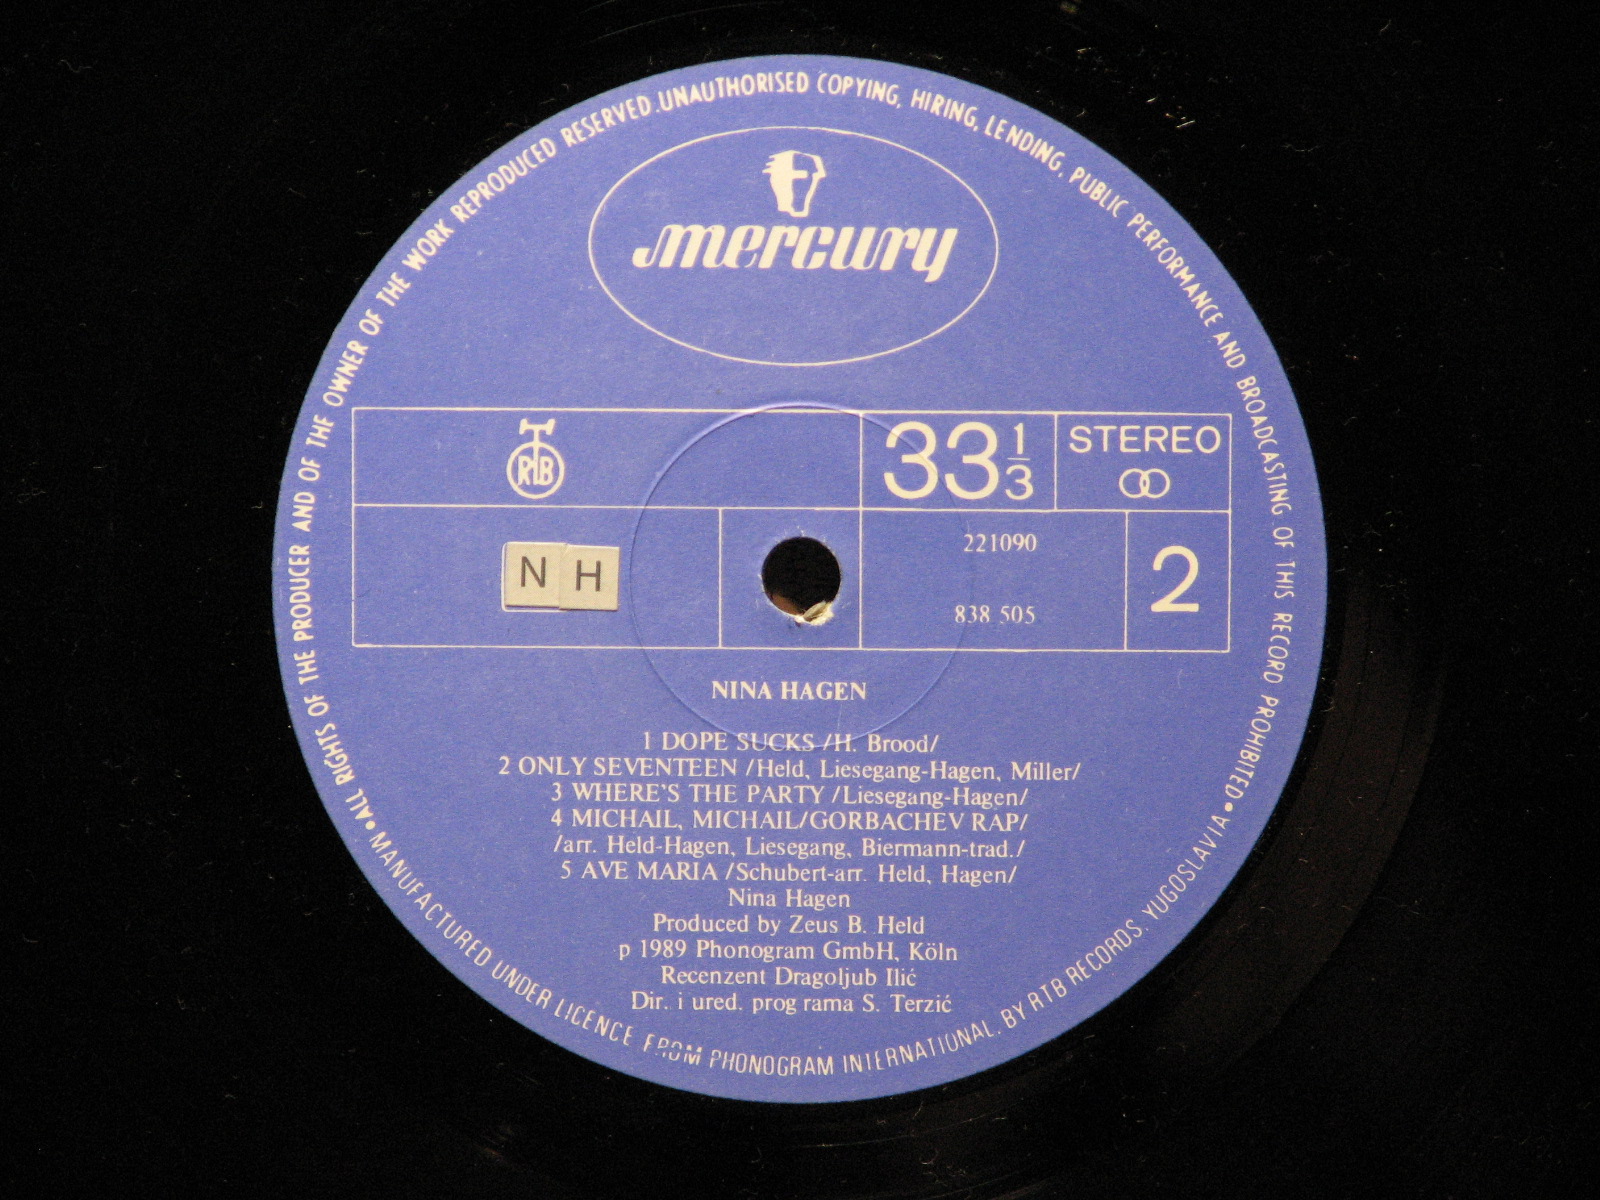 ALL RIGHTS OF THE PRODUCER AND OF THE OWNER OF THE WORK REPRODUCED RESERVED. UNAUTHORISED COPYING, HIRING, LENDING, PUBLIC PERFORMANCE AND BROADCASTING OF THIS RECORD PROHIBITED •
mercury
RTB
33 1/3
STEREO
N H
221090
838 505
2
NINA HAGEN
1 DOPE SUCKS /H. Brood/
2 ONLY SEVENTEEN /Held, Liesegang-Hagen, Miller/
3 WHERE'S THE PARTY /Liesegang-Hagen/
4 MICHAIL, MICHAIL/GORBACHEV RAP/
/arr. Held-Hagen, Liesegang, Biermann-trad./
5 AVE MARIA /Schubert-arr. Held, Hagen/
Nina Hagen
Produced by Zeus B. Held
p 1989 Phonogram GmbH, Köln
Recenzent Dragoljub Ilić
Dir. i ured. prog rama S. Terzić
• MANUFACTURED UNDER LICENCE FROM PHONOGRAM INTERNATIONAL. BY RTB RECORDS. YUGOSLAVIA